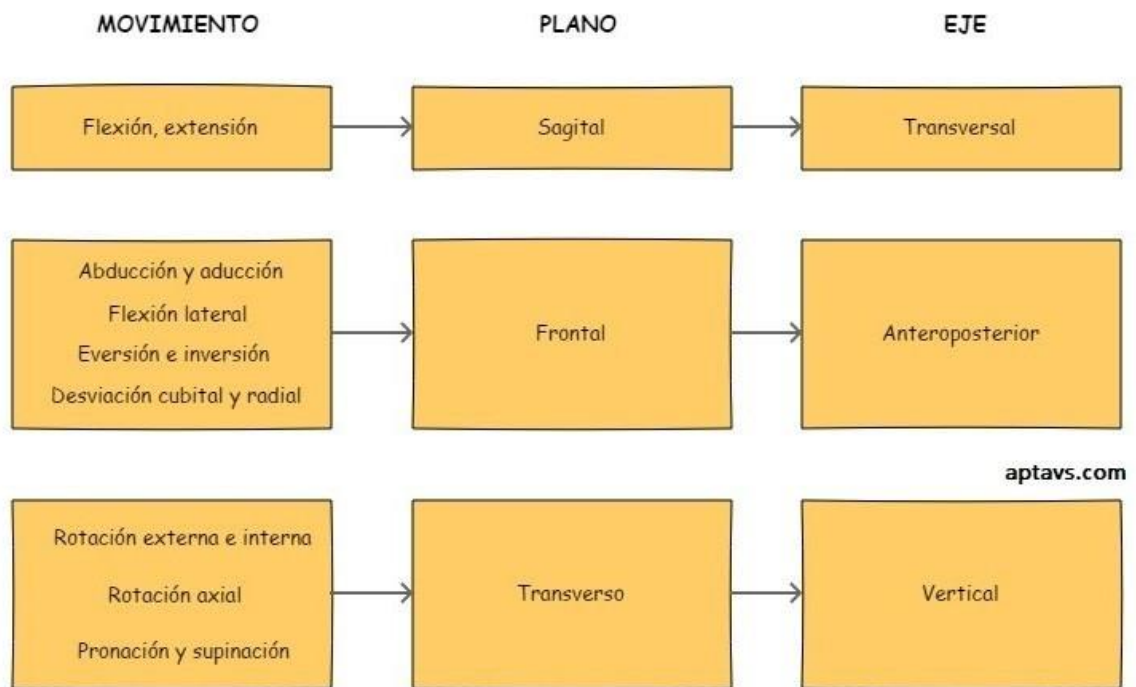 MOVIMIENTO PLANO EJE
Flexión, extensión Sagital Transversal
Abducción y aducción
Flexión lateral
Eversión e inversión
Desviación cubital y radial
Frontal
Anteroposterior
aptavs.com
Rotación externa e interna
Rotación axial
Pronación y supinación
Transverso
Vertical